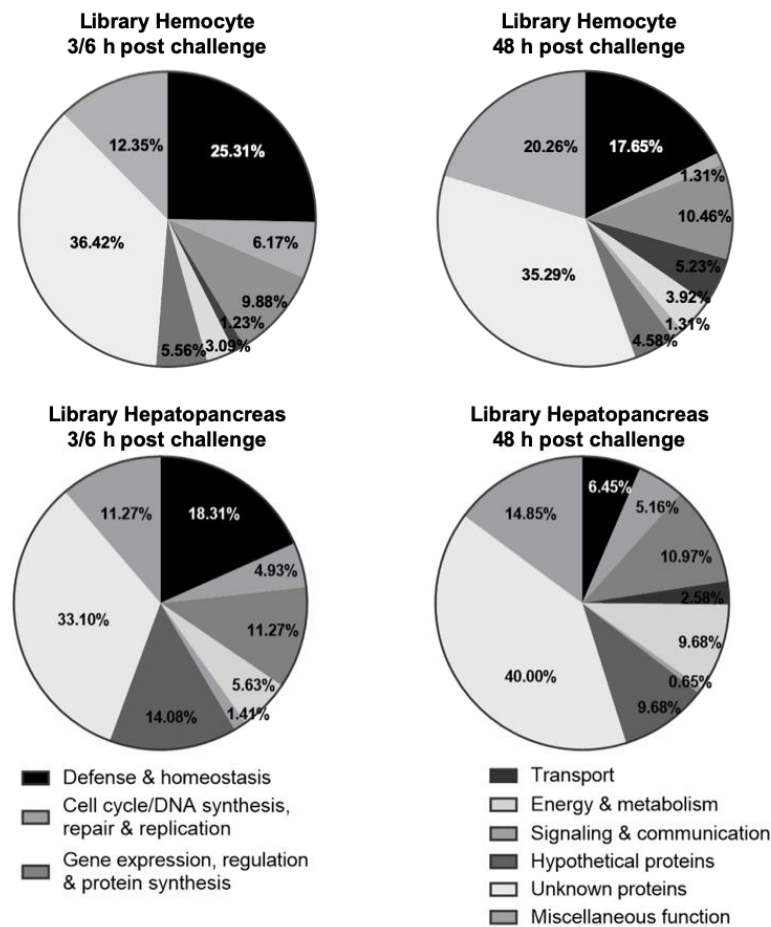 Library Hemocyte
3/6 h post challenge
12.35%
25.31%
36.42%
6.17%
9.88%
1.23%
3.09%
5.56%
Library Hemocyte
48 h post challenge
20.26%
17.65%
1.31%
10.46%
35.29%
5.23%
3.92%
1.31%
4.58%
Library Hepatopancreas
3/6 h post challenge
11.27%
18.31%
4.93%
33.10%
11.27%
5.63%
1.41%
14.08%
Library Hepatopancreas
48 h post challenge
6.45%
14.85%
5.16%
10.97%
2.58%
9.68%
40.00%
0.65%
9.68%
Defense & homeostasis
Cell cycle/DNA synthesis,
repair & replication
Gene expression, regulation
& protein synthesis
Transport
Energy & metabolism
Signaling & communication
Hypothetical proteins
Unknown proteins
Miscellaneous function